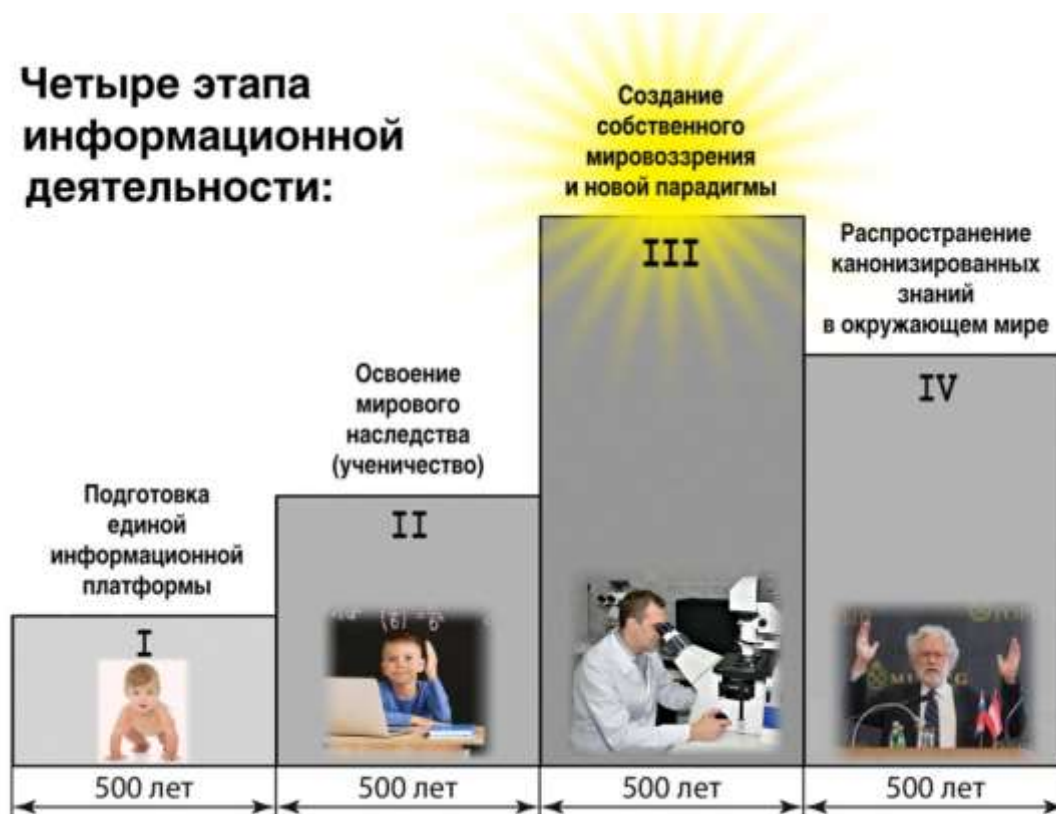 Четыре этапа
информационной
деятельности:
Создание
собственного
мировоззрения
и новой парадигмы
III
Распространение
канонизированных
знаний
в окружающем мире
IV
Освоение
мирового
наследства
(ученичество)
II
Подготовка
единой
информационной
платформы
I
500 лет
500 лет
500 лет
500 лет